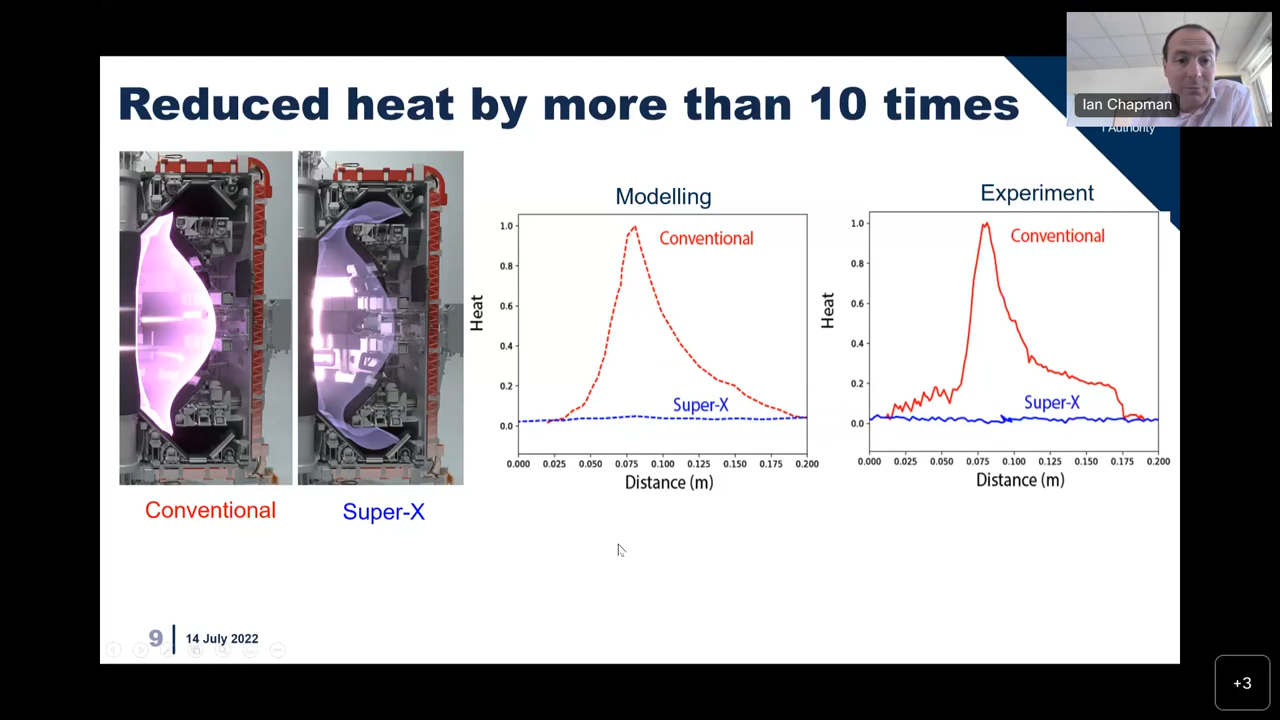 Reduced heat by more than 10 times
Ian Chapman
Authority
Conventional
Super-X
Modelling
Heat
1.0
0.8
0.6
0.4
0.2
0.0
Conventional
Super-X
0.000 0.025 0.050 0.075 0.100 0.125 0.150 0.175 0.200
Distance (m)
Experiment
Heat
1.0
0.8
0.6
0.4
0.2
0.0
Conventional
Super-X
0.000 0.025 0.050 0.075 0.100 0.125 0.150 0.175 0.200
Distance (m)
9
14 July 2022
+3